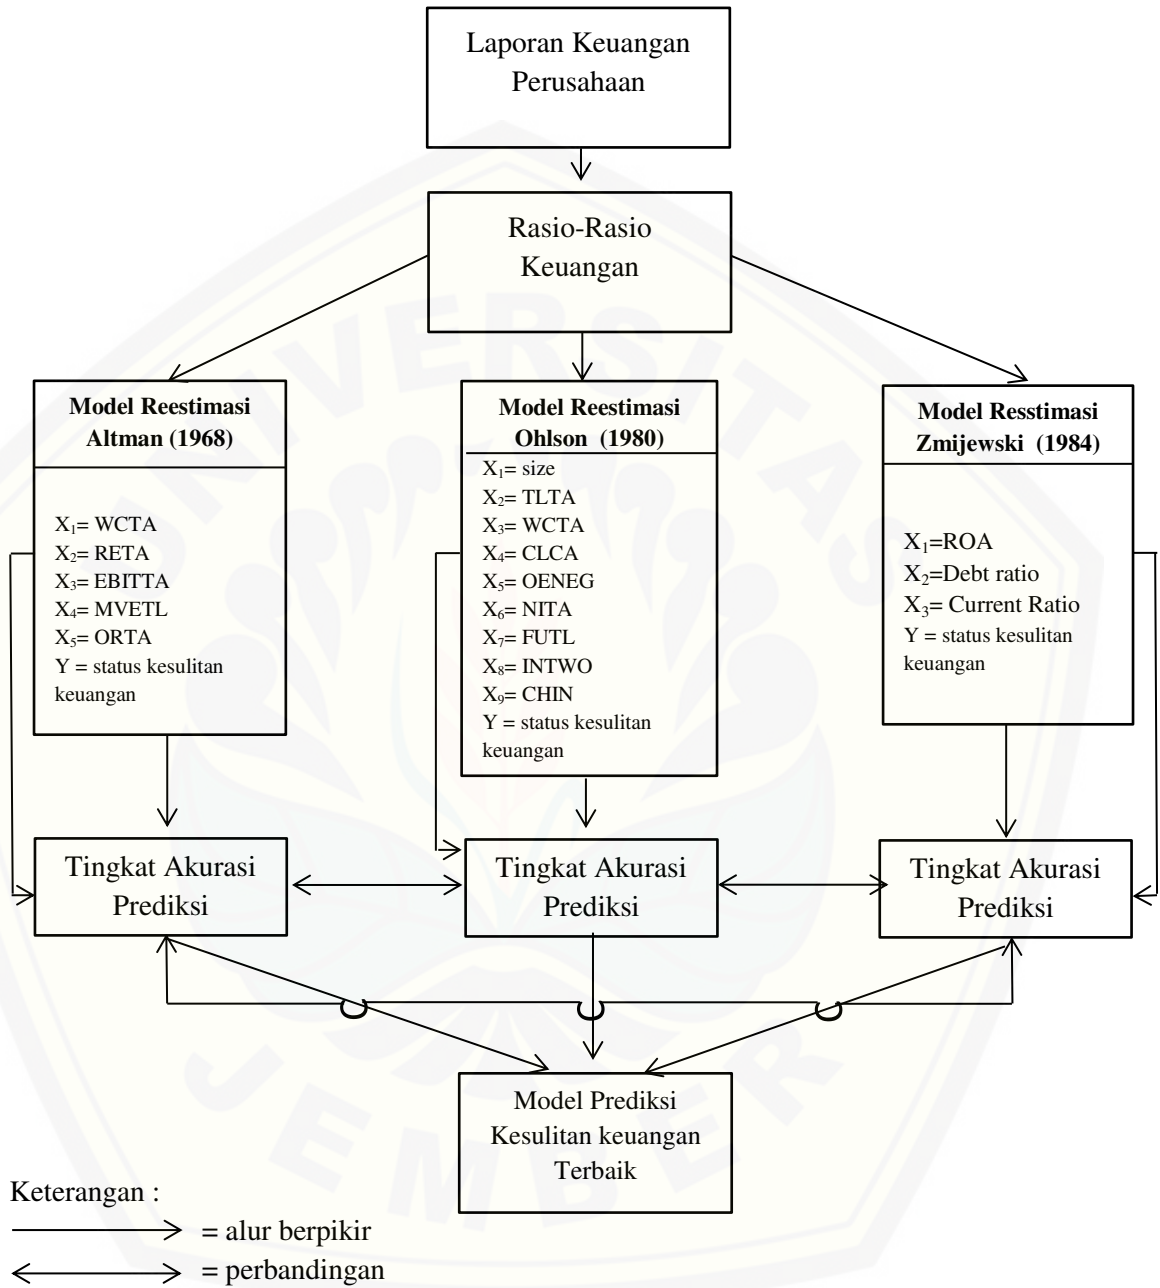 Laporan Keuangan
Perusahaan
Rasio-Rasio
Keuangan
Model Reestimasi
Altman (1968)
X₁= WCTA
X₂= RETA
X₃= EBITTA
X₄= MVETL
X₅= ORTA
Y = status kesulitan
keuangan
Model Reestimasi
Ohlson (1980)
X₁= size
X₂= TLTA
X₃= WCTA
X₄= CLCA
X₅= OENEG
X₆= NITA
X₇= FUTL
X₈= INTWO
X₉= CHIN
Y = status kesulitan
keuangan
Model Resstimasi
Zmijewski (1984)
X₁=ROA
X₂=Debt ratio
X₃= Current Ratio
Y = status kesulitan
keuangan
Tingkat Akurasi
Prediksi
Tingkat Akurasi
Prediksi
Tingkat Akurasi
Prediksi
Model Prediksi
Kesulitan keuangan
Terbaik
Keterangan :
= alur berpikir
= perbandingan
UNIVERSITAS
JEMBER